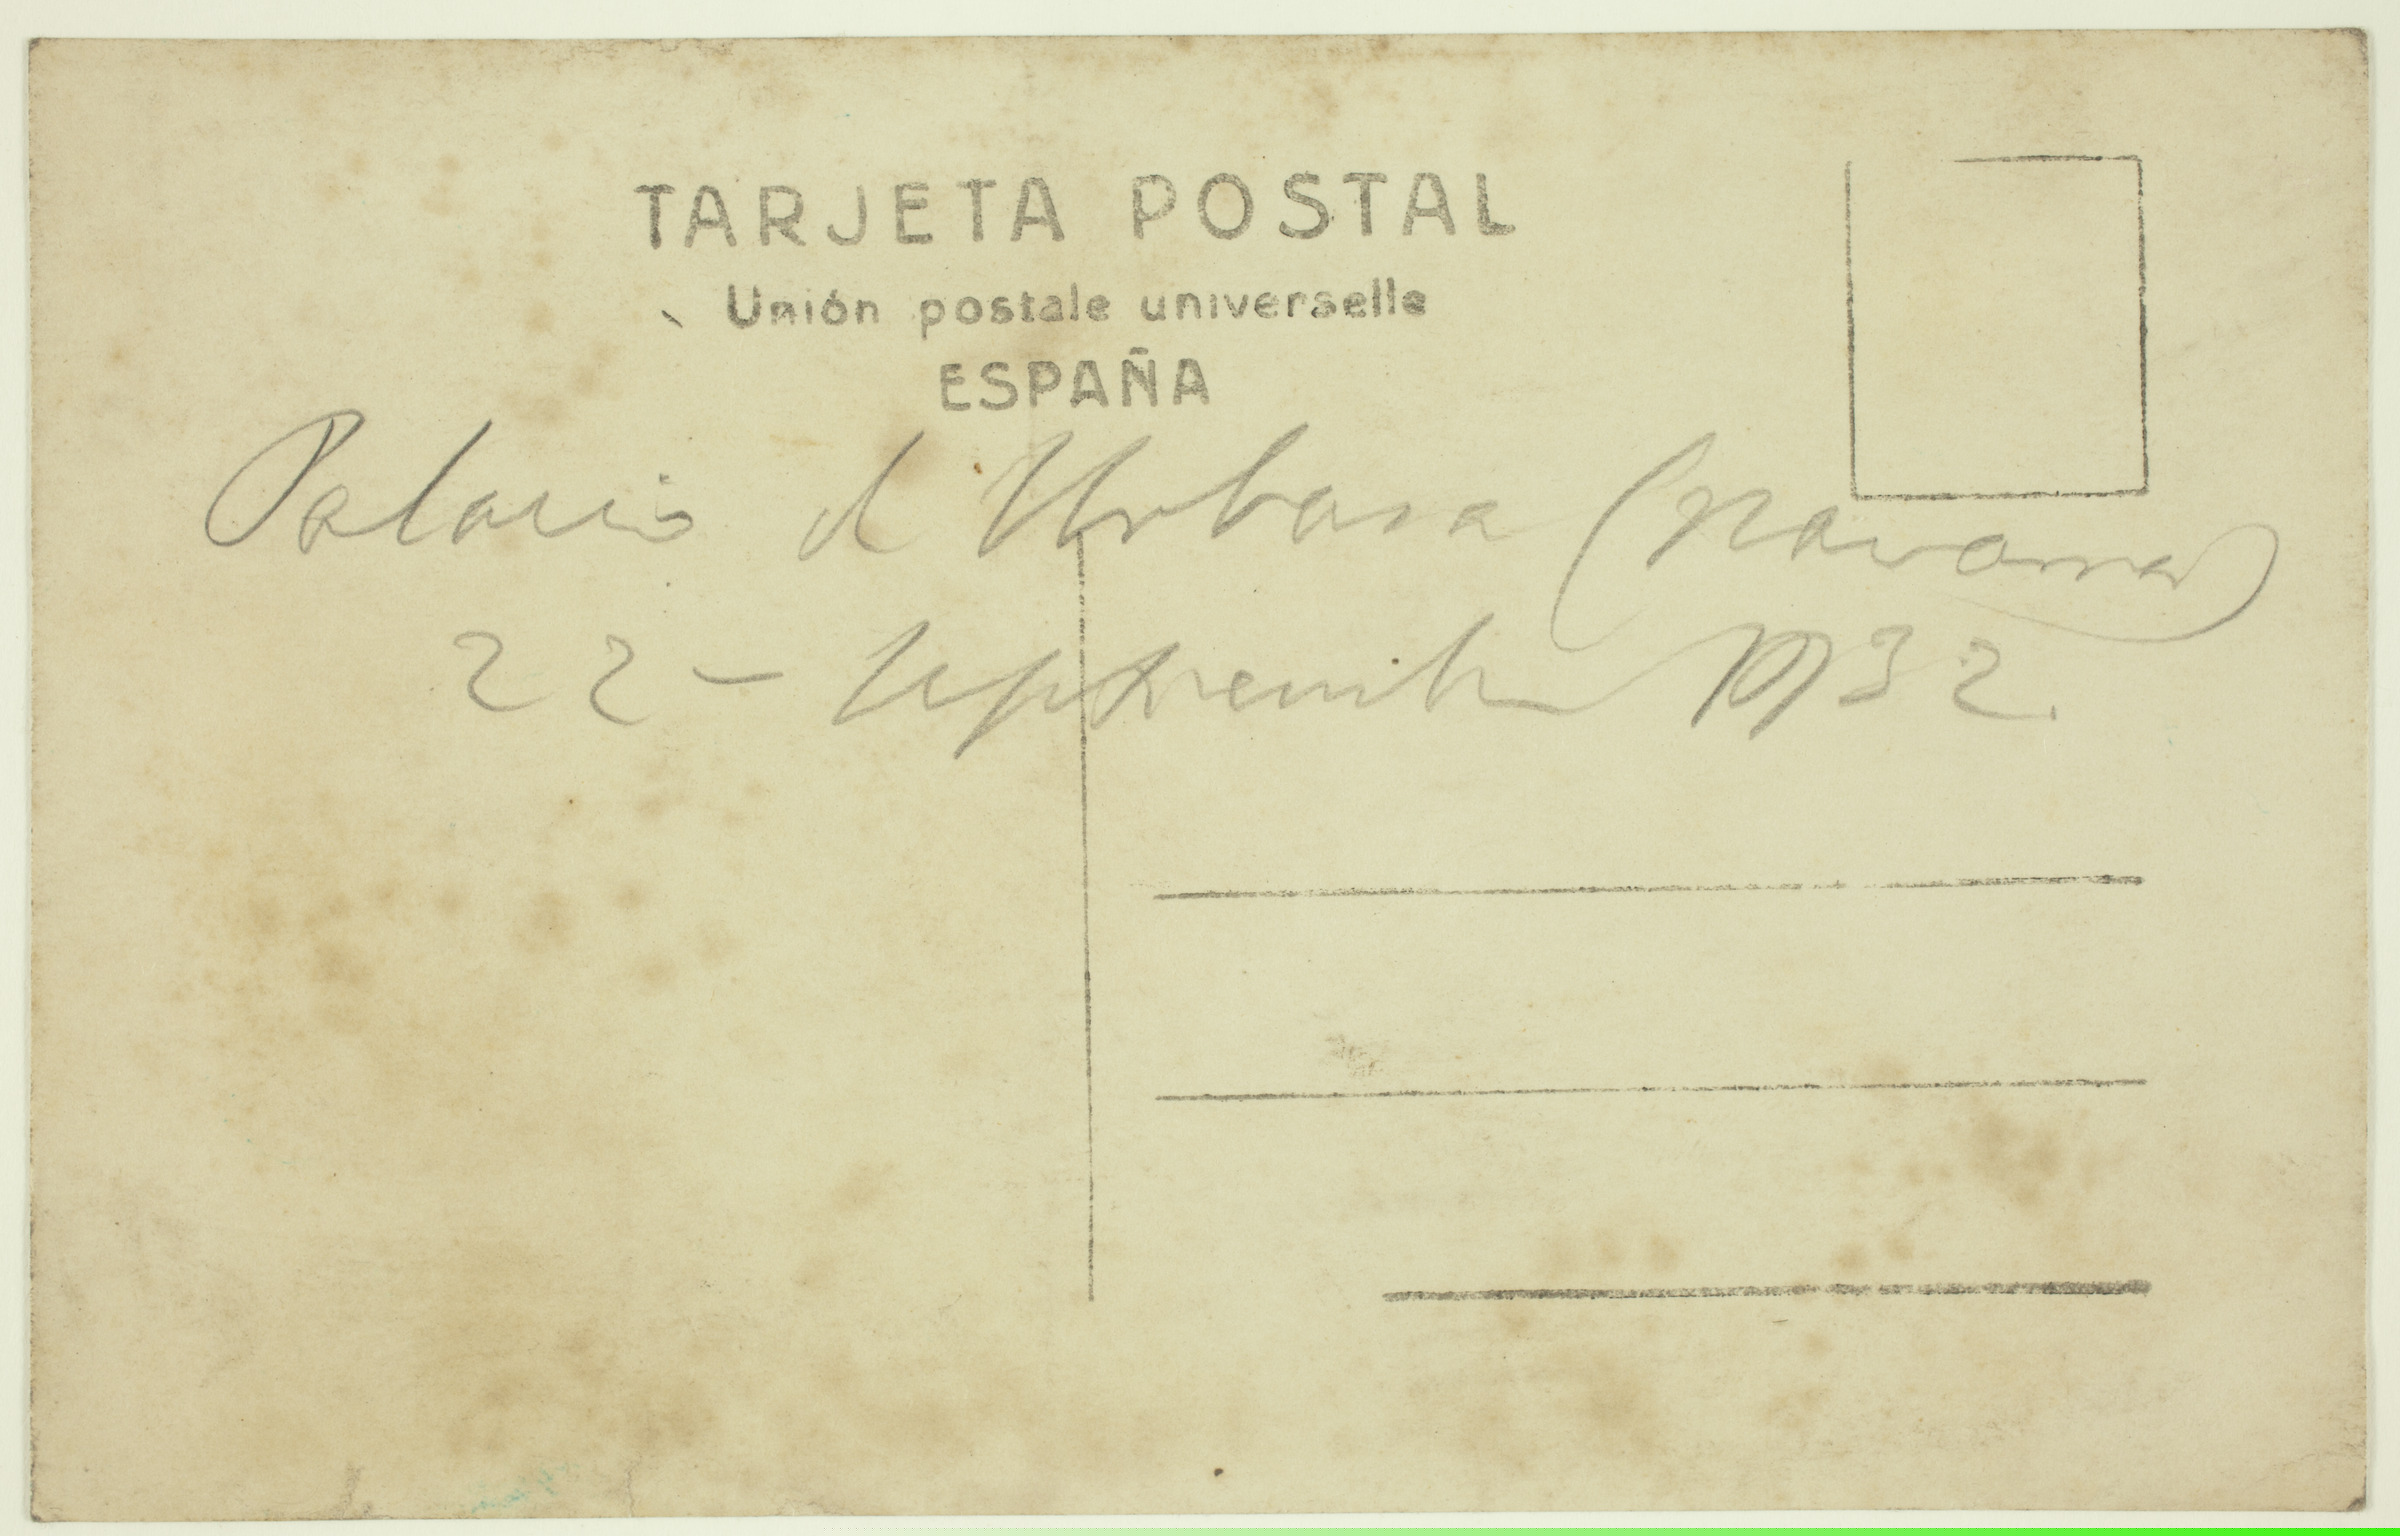 TARJETA POSTAL
Unión postale universelle
ESPAÑA
Palacio de Urbasa (Navarra)
22 - Septiembre 1932.